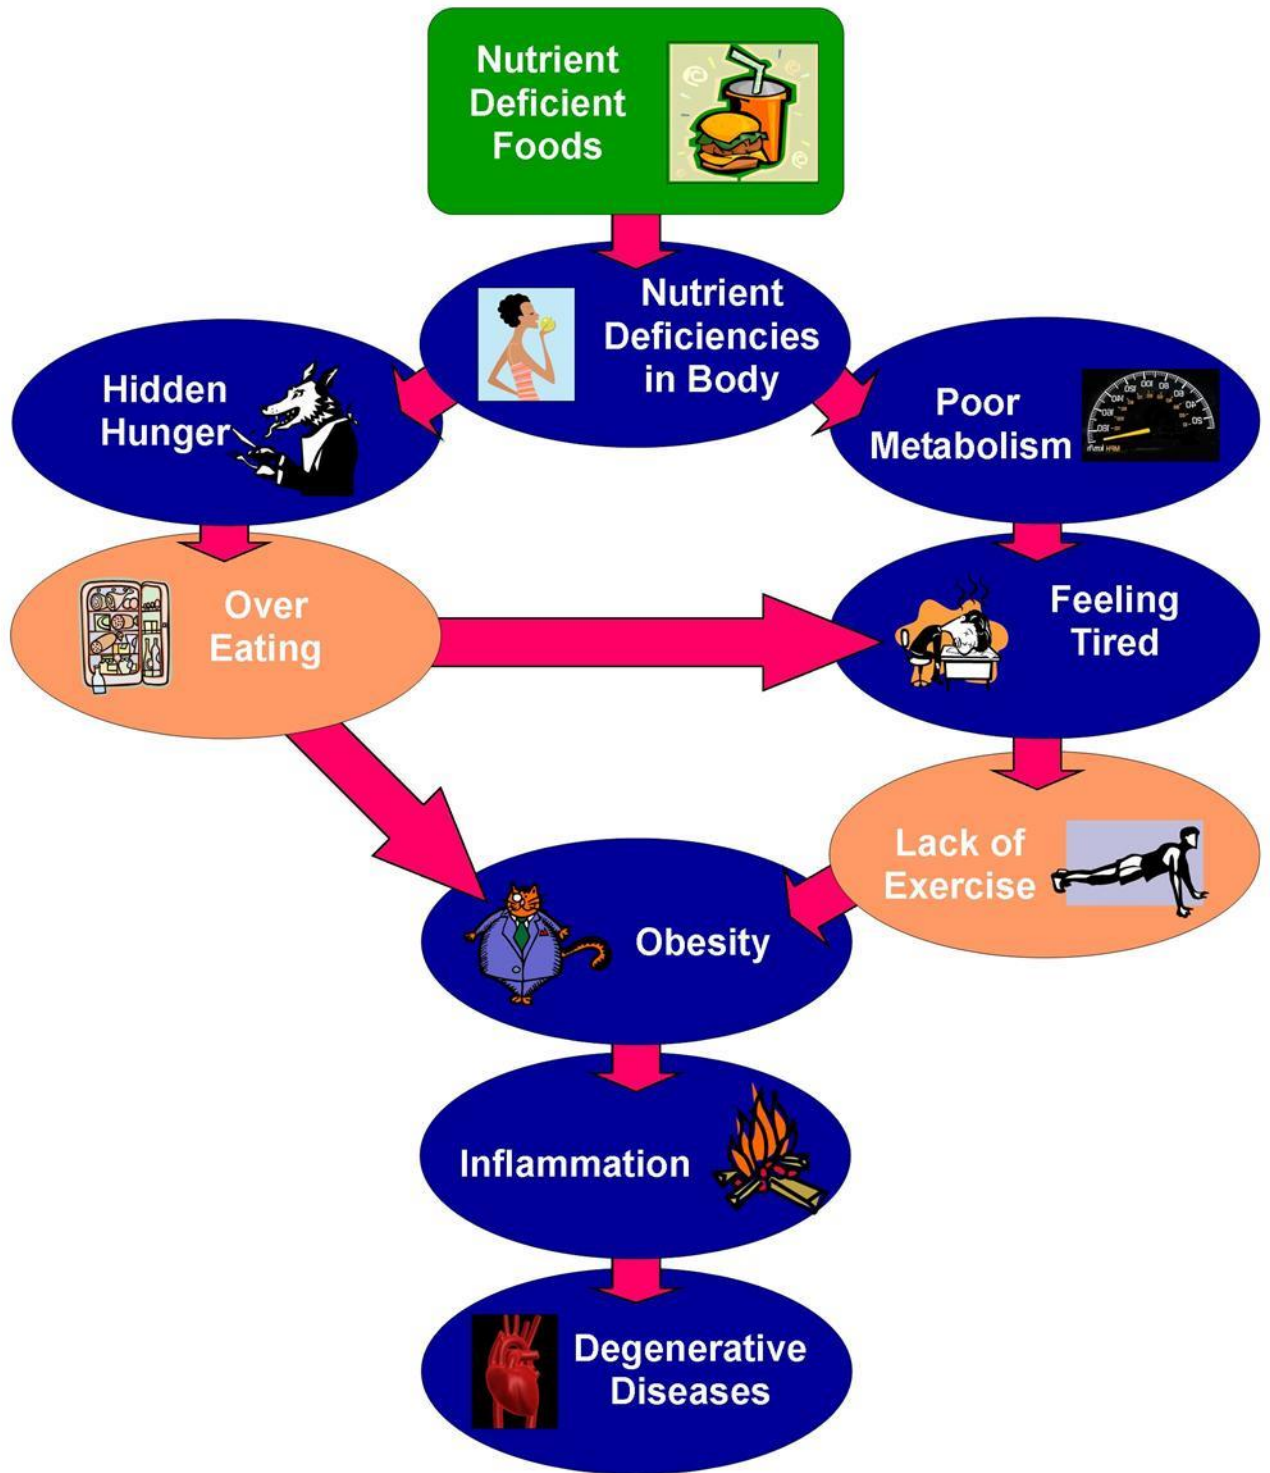 Nutrient
Deficient
Foods
Nutrient
Deficiencies
in Body
Hidden
Hunger
Poor
Metabolism
Over
Eating
Feeling
Tired
Lack of
Exercise
Obesity
Inflammation
Degenerative
Diseases